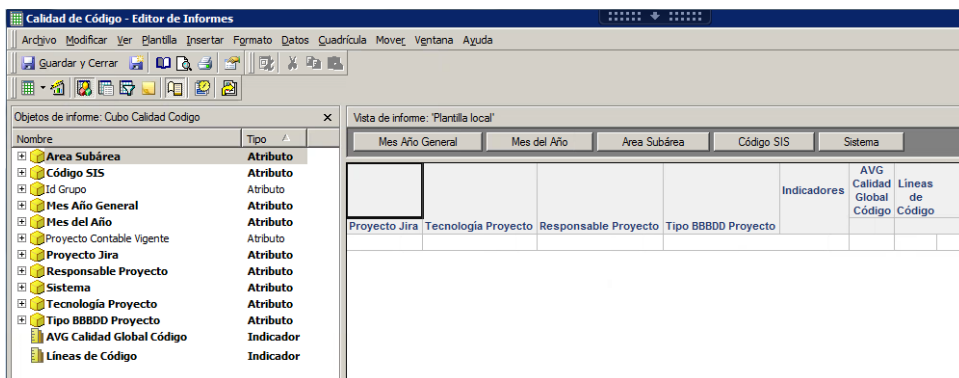 Calidad de Código - Editor de Informes
Archivo Modificar Ver Plantilla Insertar Formato Datos Cuadrícula Mover Ventana Ayuda
Guardar y Cerrar
Objetos de informe: Cubo Calidad Codigo
Nombre Tipo
Area Subárea Atributo
Código SIS Atributo
Id Grupo Atributo
Mes Año General Atributo
Mes del Año Atributo
Proyecto Contable Vigente Atributo
Proyecto Jira Atributo
Responsable Proyecto Atributo
Sistema Atributo
Tecnología Proyecto Atributo
Tipo BBBDD Proyecto Atributo
AVG Calidad Global Código Indicador
Líneas de Código Indicador
Vista de informe: 'Plantilla local'
Mes Año General Mes del Año Area Subárea Código SIS Sistema
Indicadores
AVG Calidad Global Código
Líneas de Código
Proyecto Jira Tecnología Proyecto Responsable Proyecto Tipo BBBDD Proyecto